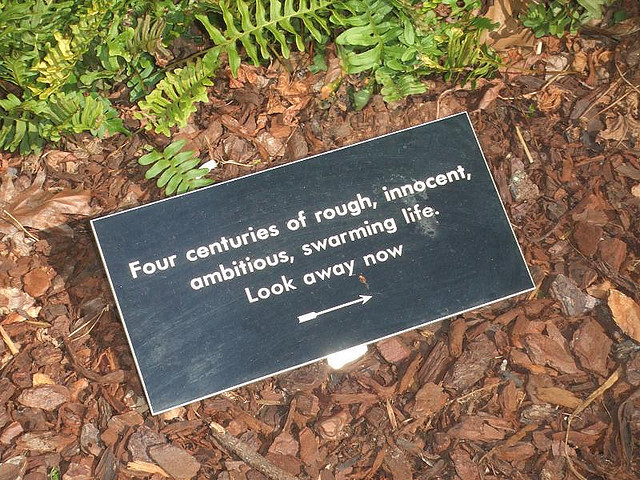 Four centuries of rough, innocent,
ambitious, swarming life.
Look away now